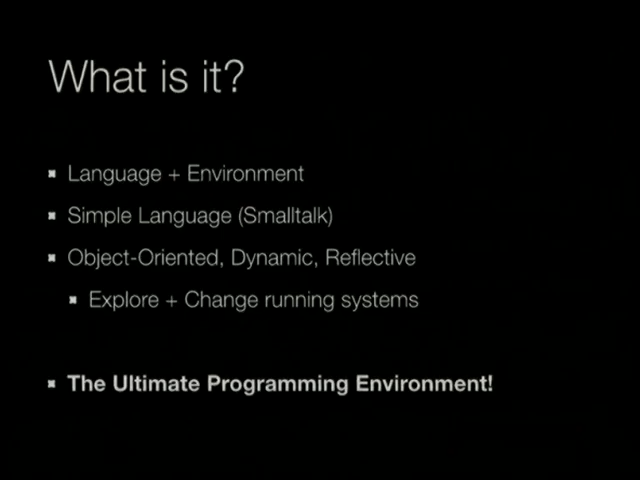 What is it?
Language + Environment
Simple Language (Smalltalk)
Object-Oriented, Dynamic, Reflective
Explore + Change running systems
The Ultimate Programming Environment!